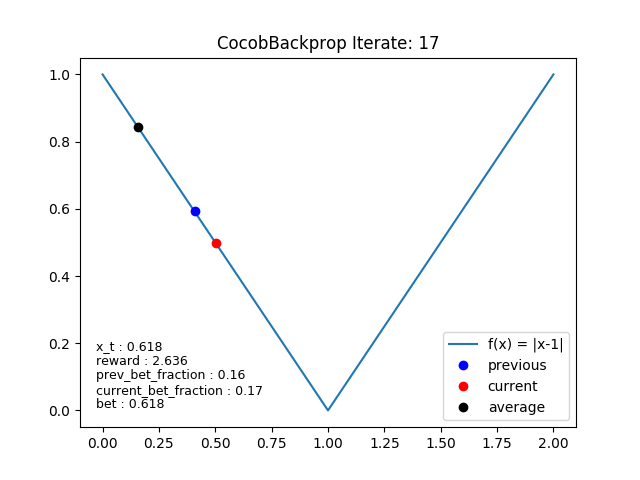 CocobBackprop Iterate: 17
1.0
0.8
0.6
0.4
0.2
0.0
x_t : 0.618
reward : 2.636
prev_bet_fraction : 0.16
current_bet_fraction : 0.17
bet : 0.618
f(x) = |x-1|
previous
current
average
0.00 0.25 0.50 0.75 1.00 1.25 1.50 1.75 2.00